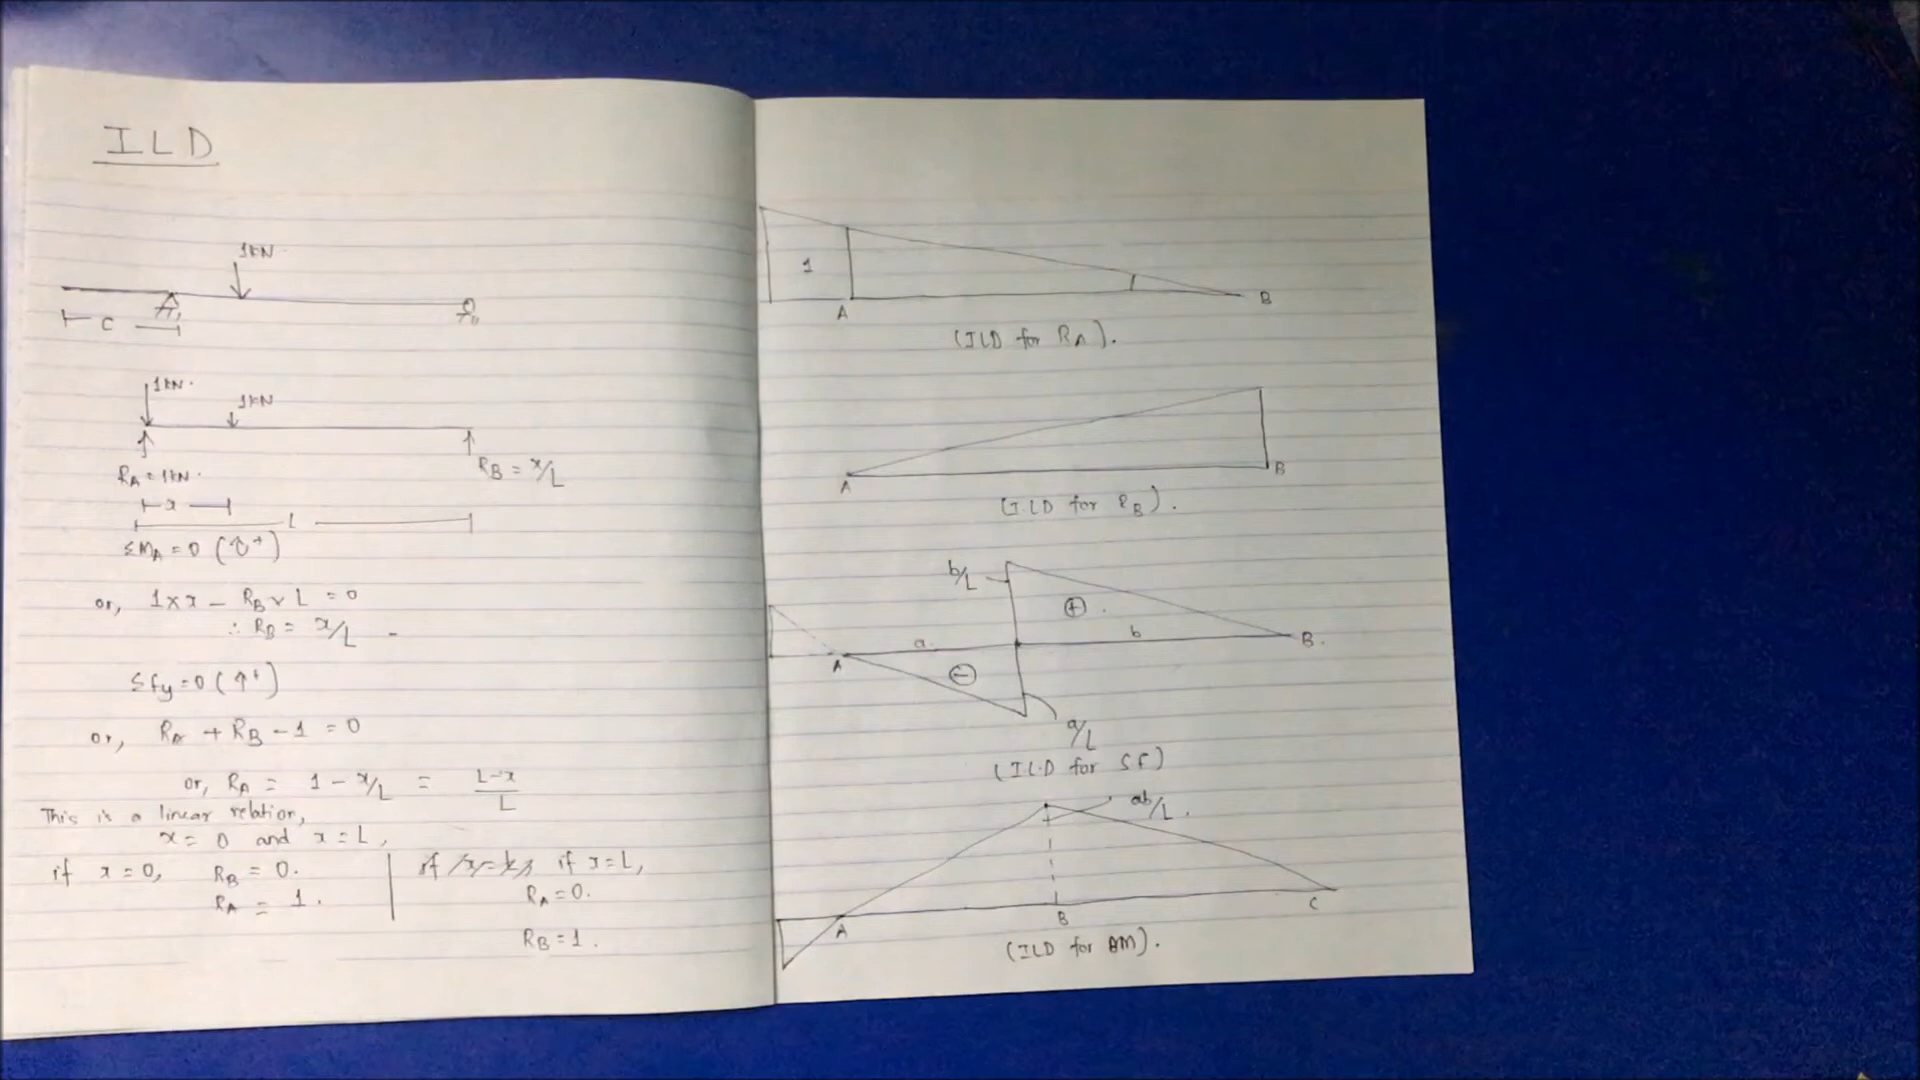 ILD
1KN
C
1KN.
1KN
RA = 1KN.
RB = x/L
x
L
ΣMA = 0 (↻+)
or, 1×x - RB × L = 0
∴ RB = x/L
Σfy = 0 (↑+)
or, RA + RB - 1 = 0
or, RA = 1 - x/L = L-x/L
This is a linear relation,
x = 0 and x = L,
if x = 0, RB = 0.
RA = 1.
if x = L,
RA = 0.
RB = 1.
1
A
B
(ILD for RA).
A
B
(ILD for RB).
b/L
+
a
b
A
B.
-
a/L
(ILD for SF)
ab/L.
A
B
C
(ILD for BM).